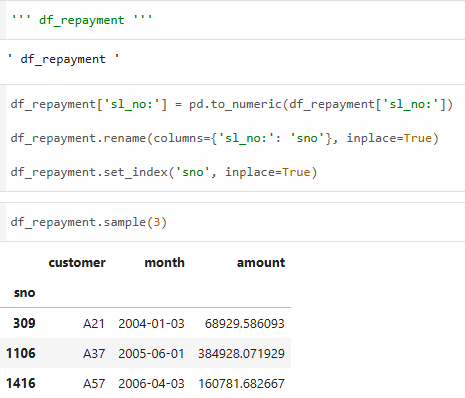 ''' df_repayment '''
' df_repayment '
df_repayment['sl_no:'] = pd.to_numeric(df_repayment['sl_no:'])
df_repayment.rename(columns={'sl_no:': 'sno'}, inplace=True)
df_repayment.set_index('sno', inplace=True)
df_repayment.sample(3)
customer month amount
sno
309 A21 2004-01-03 68929.586093
1106 A37 2005-06-01 384928.071929
1416 A57 2006-04-03 160781.682667